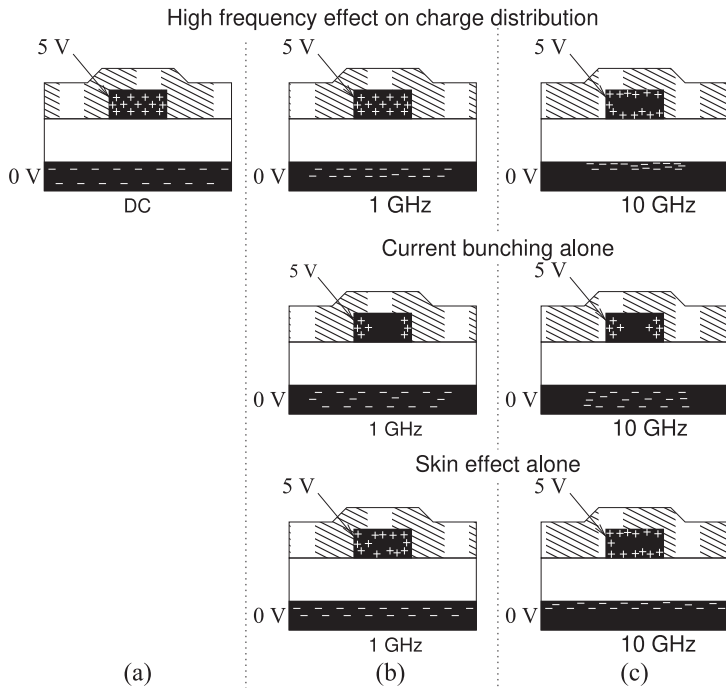 High frequency effect on charge distribution
5 V 5 V 5 V
0 V 0 V 0 V
DC 1 GHz 10 GHz
Current bunching alone
5 V 5 V
0 V 0 V
1 GHz 10 GHz
Skin effect alone
5 V 5 V
0 V 0 V
1 GHz 10 GHz
(a) (b) (c)